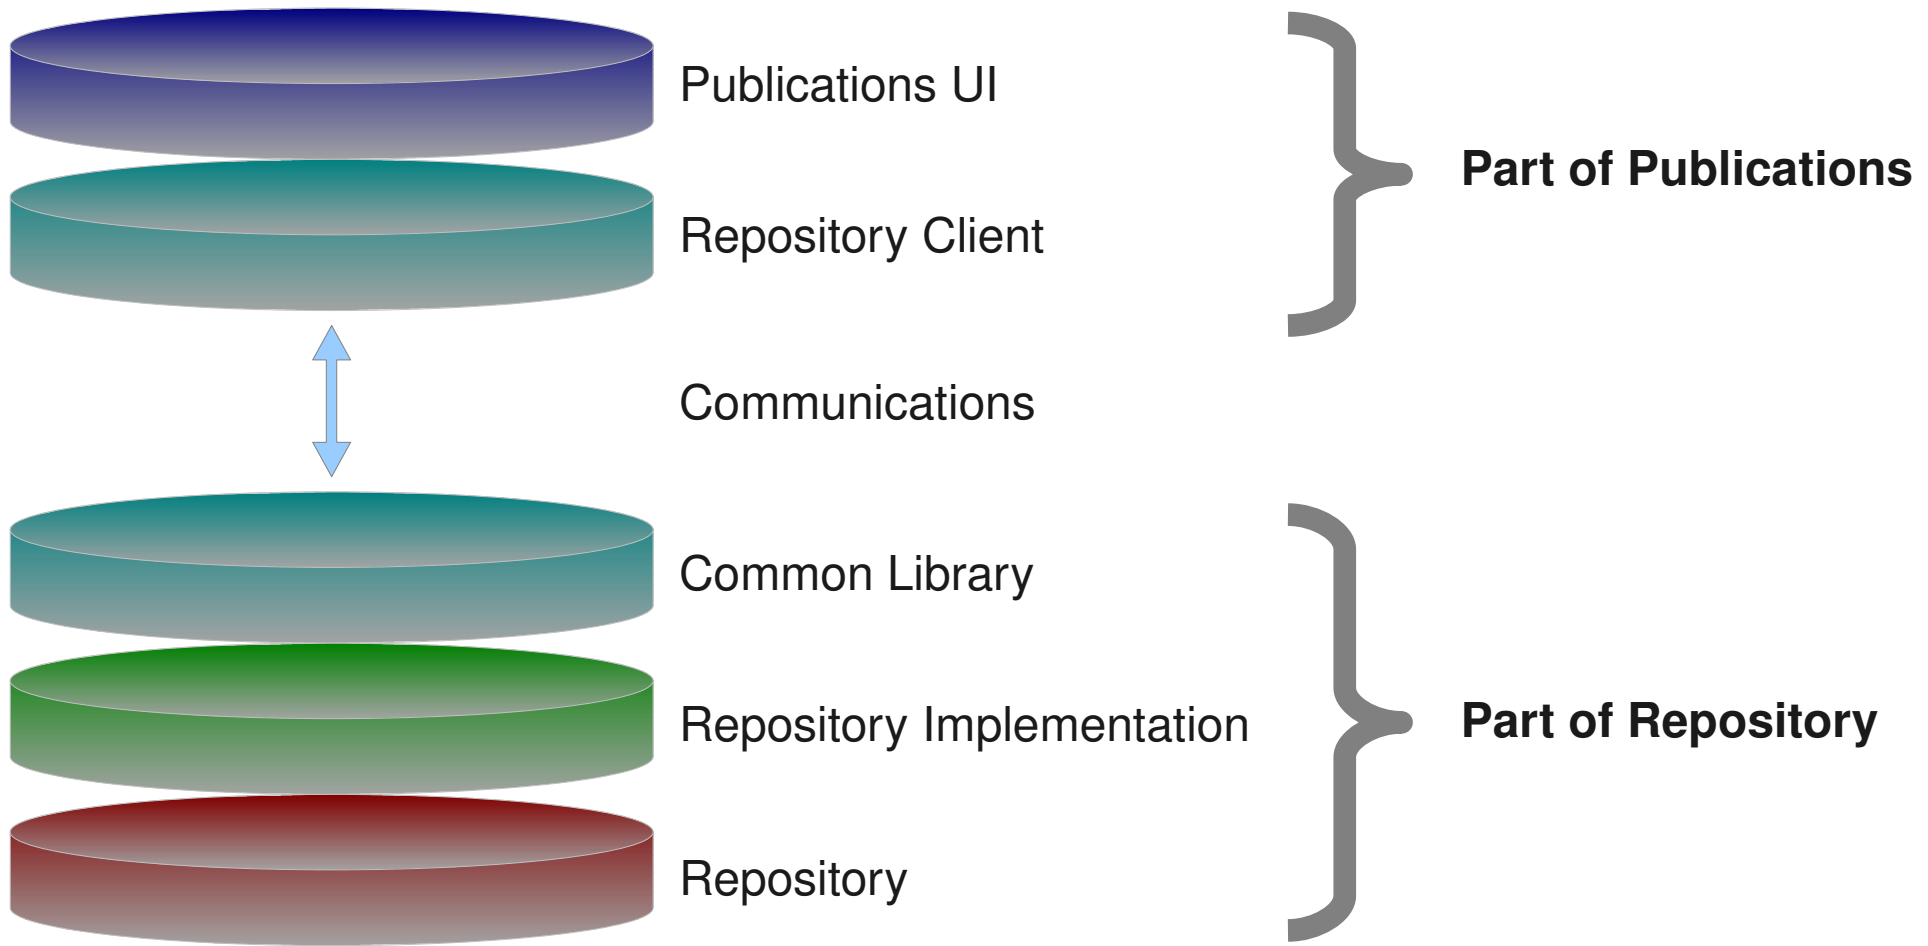 Publications UI
Part of Publications
Repository Client
Communications
Common Library
Repository Implementation
Part of Repository
Repository